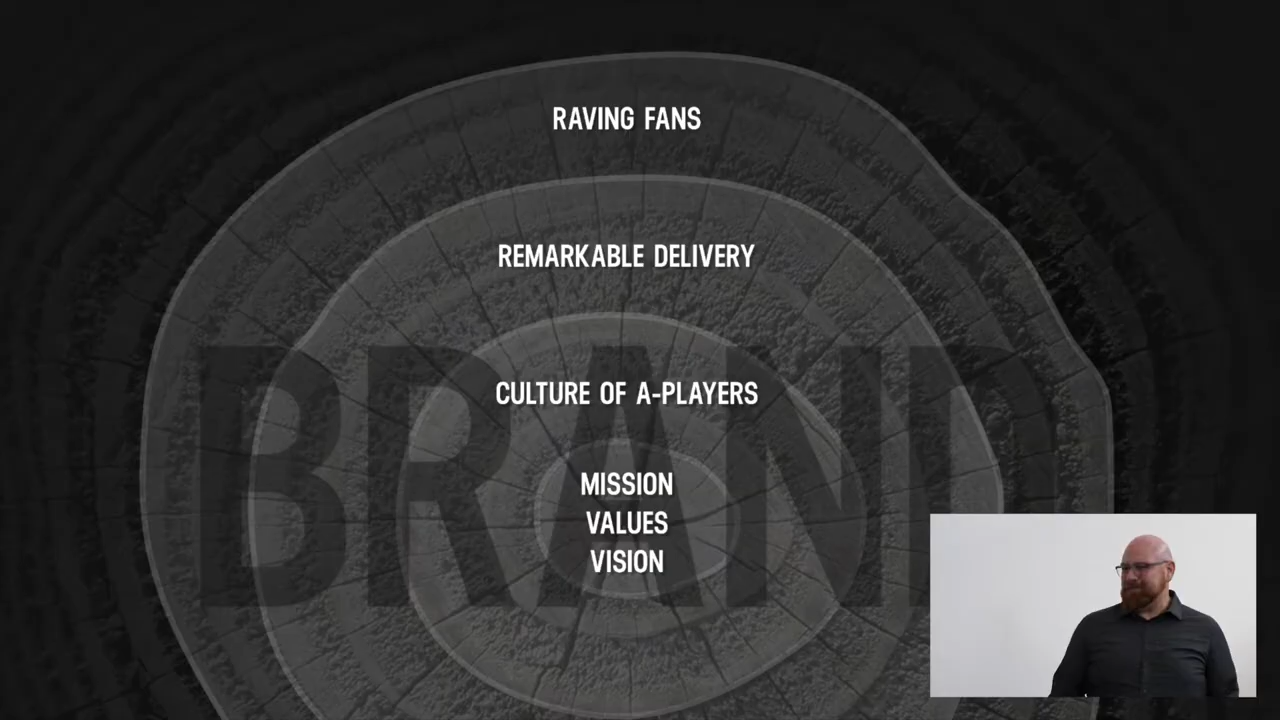 RAVING FANS
REMARKABLE DELIVERY
CULTURE OF A-PLAYERS
MISSION
VALUES
VISION
BRAND